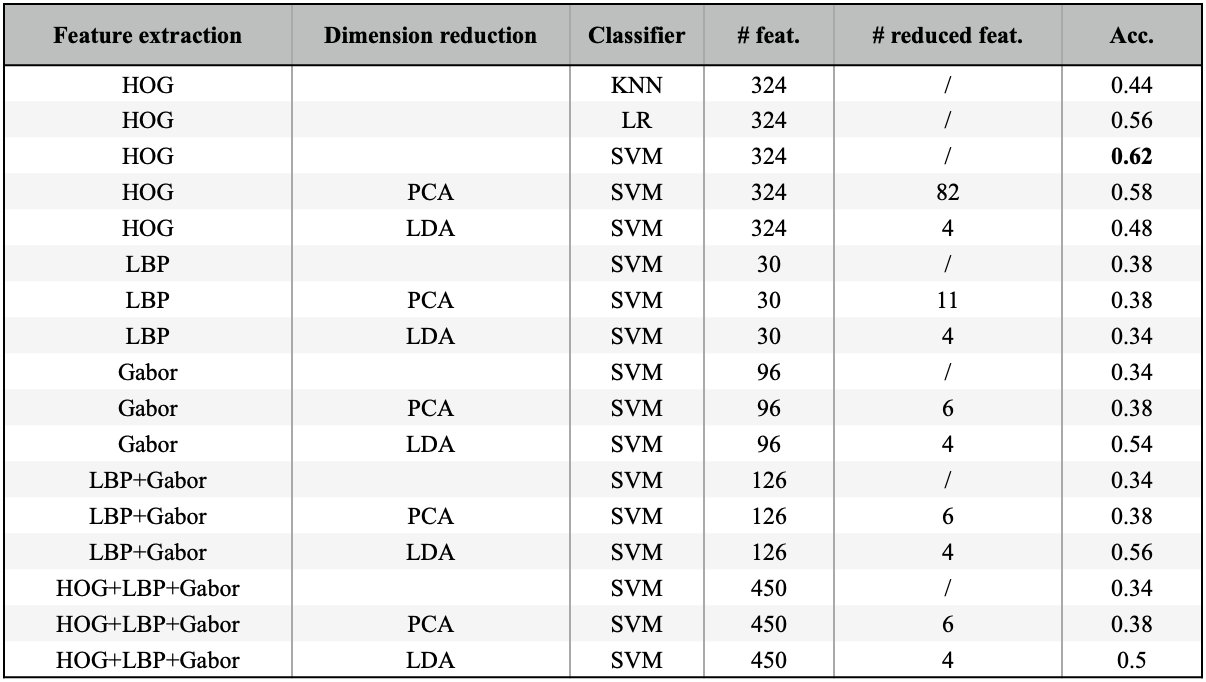 Feature extraction Dimension reduction Classifier # feat. # reduced feat. Acc.
HOG KNN 324 / 0.44
HOG LR 324 / 0.56
HOG SVM 324 / 0.62
HOG PCA SVM 324 82 0.58
HOG LDA SVM 324 4 0.48
LBP SVM 30 / 0.38
LBP PCA SVM 30 11 0.38
LBP LDA SVM 30 4 0.34
Gabor SVM 96 / 0.34
Gabor PCA SVM 96 6 0.38
Gabor LDA SVM 96 4 0.54
LBP+Gabor SVM 126 / 0.34
LBP+Gabor PCA SVM 126 6 0.38
LBP+Gabor LDA SVM 126 4 0.56
HOG+LBP+Gabor SVM 450 / 0.34
HOG+LBP+Gabor PCA SVM 450 6 0.38
HOG+LBP+Gabor LDA SVM 450 4 0.5